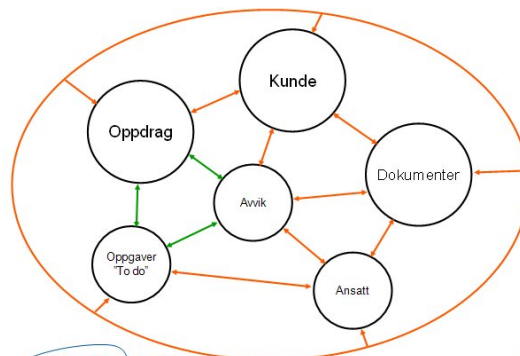 Kunde
Oppdrag
Dokumenter
Avvik
Oppgaver
"To do"
Ansatt